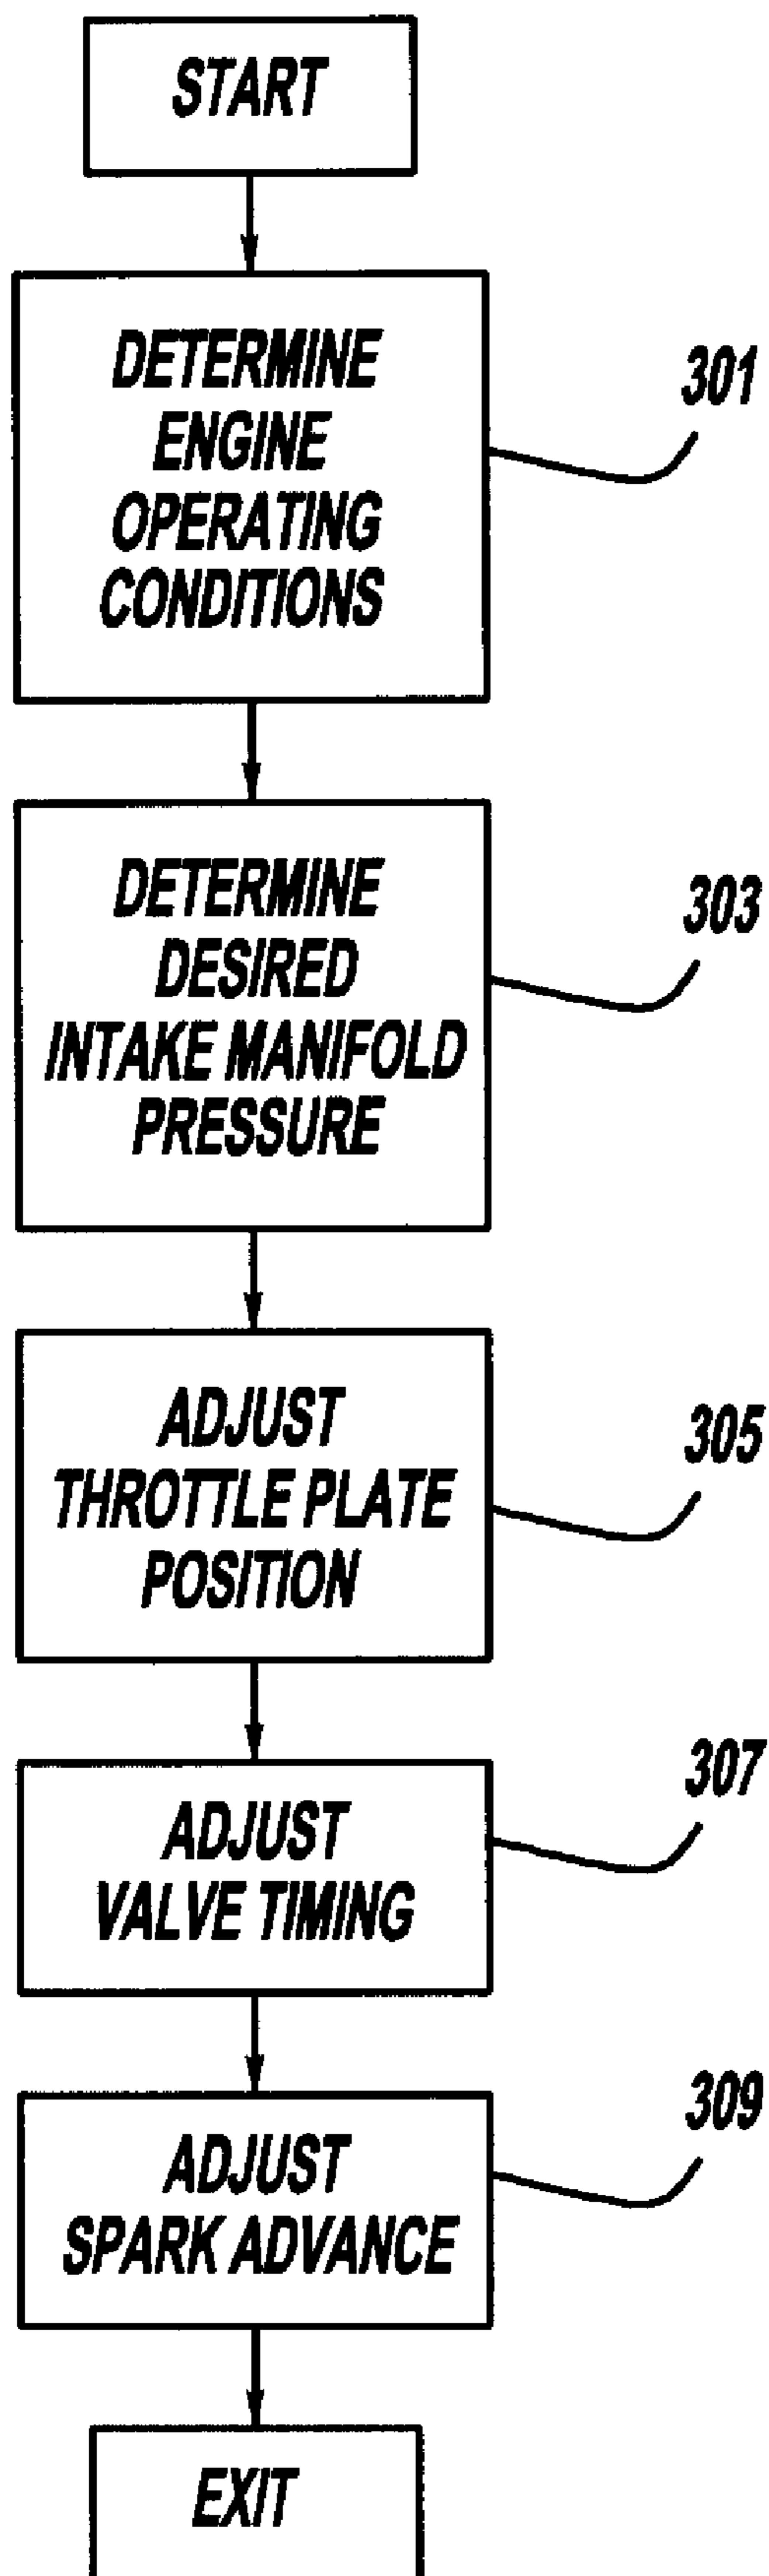 START
DETERMINE
ENGINE
OPERATING
CONDITIONS
301
DETERMINE
DESIRED
INTAKE MANIFOLD
PRESSURE
303
ADJUST
THROTTLE PLATE
POSITION
305
ADJUST
VALVE TIMING
307
ADJUST
SPARK ADVANCE
309
EXIT